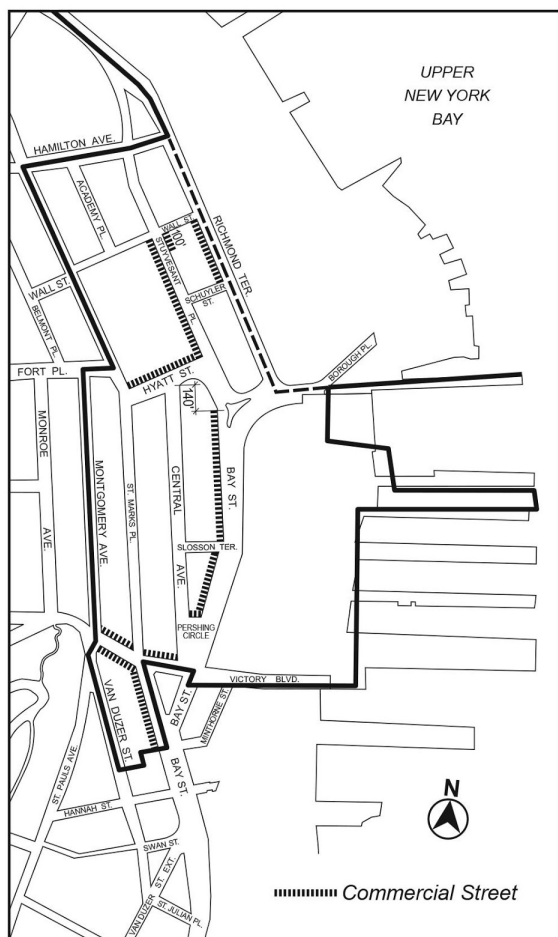 UPPER
NEW YORK
BAY
HAMILTON AVE.
ACADEMY PL.
WALL ST.
100'
STUYVESANT
PL.
RICHMOND TER.
SCHUYLER
ST.
WALL ST.
BELMONT PL.
FORT PL.
HYATT ST.
140'
BOROUGH PL.
MONROE
AVE.
MONTGOMERY AVE.
ST. MARKS PL.
CENTRAL
AVE.
BAY ST.
SLOSSON TER.
PERSHING
CIRCLE
VICTORY BLVD.
VAN DUZER ST.
BAY ST.
MINTHORNE ST.
BAY ST.
ST. PAULS AVE.
HANNAH ST.
SWAN ST.
VAN DUZER
ST. EXT.
ST. JULIAN PL.
N
Commercial Street